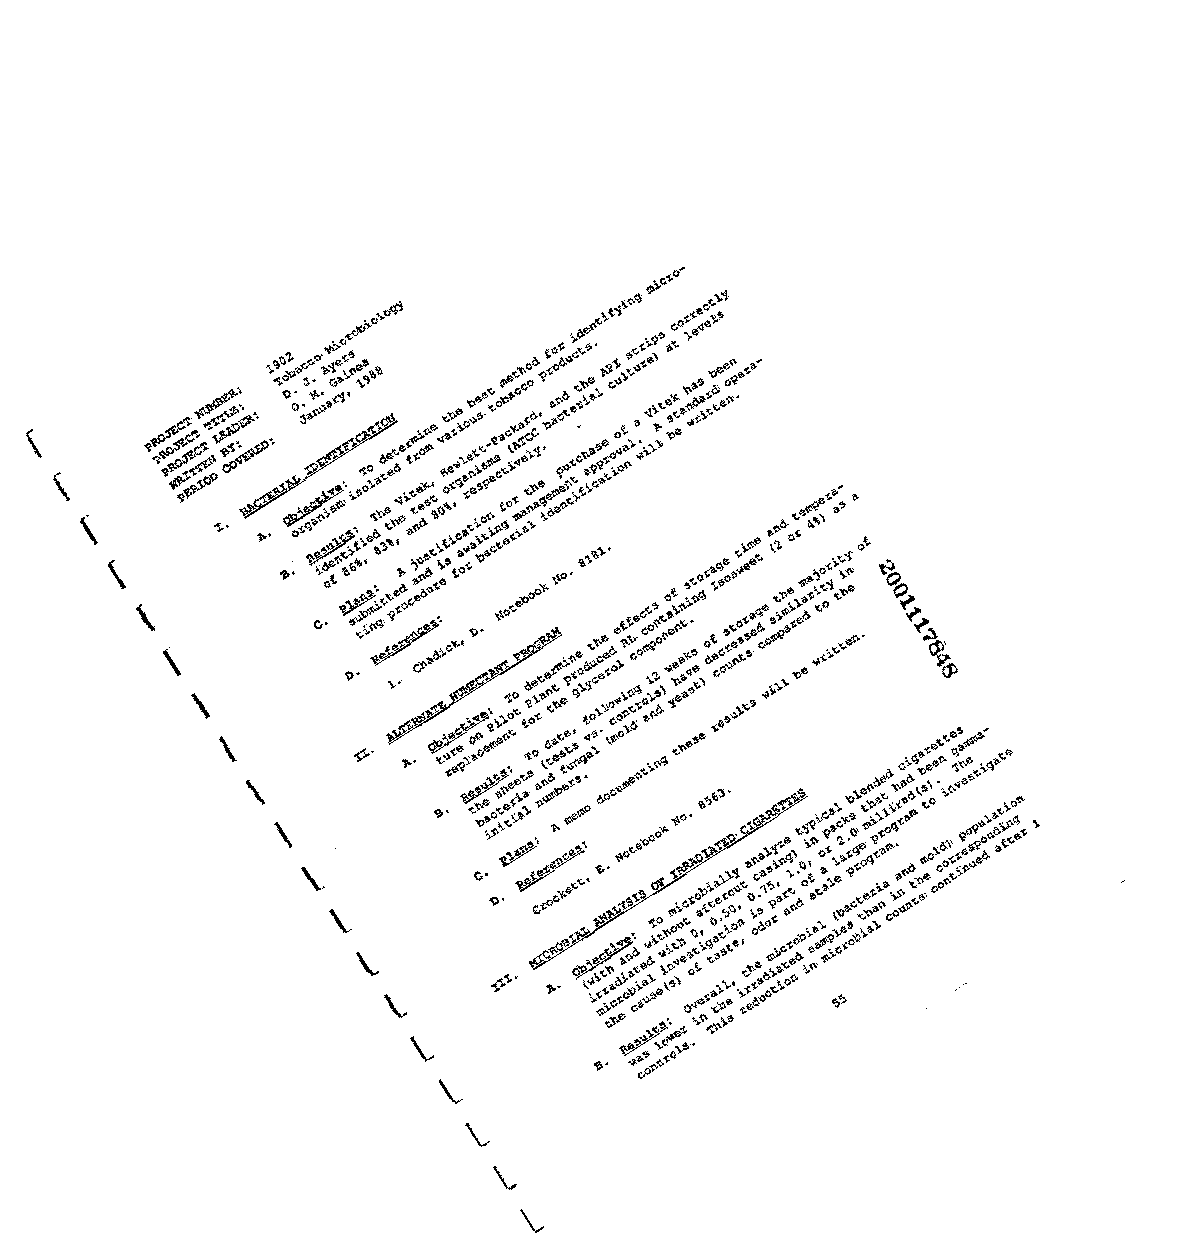 PROJECT NUMBER: 1902
PROJECT TITLE: Tobacco Microbiology
PROJECT LEADER: D. J. Ayers
WRITTEN BY: G. M. Gaines
PERIOD COVERED: January, 1988
I. BACTERIAL IDENTIFICATION
A. Objective: To determine the best method for identifying micro-
organism isolated from various tobacco products.
B. Results: The Vitek, Hewlett-Packard, and the API strips correctly
identified the test organisms (ATCC bacterial culture) at levels
of 86%, 83%, and 80%, respectively.
C. Plans: A justification for the purchase of a Vitek has been
submitted and is awaiting management approval. A standard opera-
ting procedure for bacterial identification will be written.
D. References:
1. Chadick, D. Notebook No. 8181.
II. ALTERNATE HUMECTANT PROGRAM
A. Objective: To determine the effects of storage time and tempera-
ture on Pilot Plant produced RL containing Isosweet (2 or 4%) as a
replacement for the glycerol component.
B. Results: To date, following 12 weeks of storage the majority of
the sheets (tests vs. controls) have decreased similarity in
bacteria and fungal (mold and yeast) counts compared to the
initial numbers.
C. Plans: A memo documenting these results will be written.
D. References:
Crockett, E. Notebook No. 8363.
III. MICROBIAL ANALYSIS OF IRRADIATED CIGARETTES
A. Objective: To microbially analyze typical blended cigarettes
(with and without aftercut casing) in packs that had been gamma-
irradiated with 0, 0.50, 0.75, 1.0, or 2.0 millirad(s). The
microbial investigation is part of a large program to investigate
the cause(s) of taste, odor and stale program.
B. Results: Overall, the microbial (bacteria and mold) population
was lower in the irradiated samples than in the corresponding
controls. This reduction in microbial counts continued after 1
55
2001117848